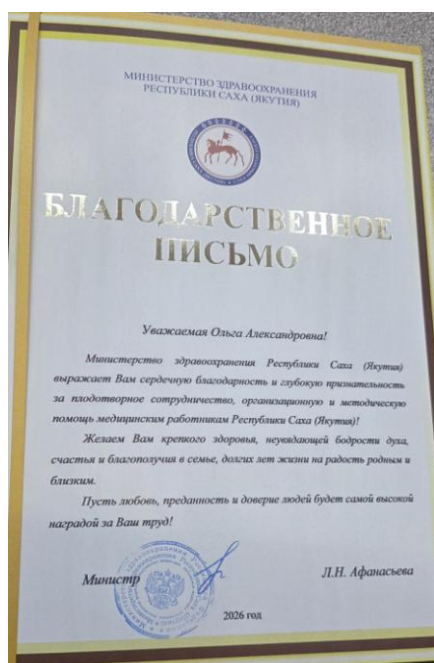 МИНИСТЕРСТВО ЗДРАВООХРАНЕНИЯ
РЕСПУБЛИКИ САХА (ЯКУТИЯ)
БЛАГОДАРСТВЕННОЕ
ПИСЬМО
Уважаемая Ольга Александровна!
Министерство здравоохранения Республики Саха (Якутия)
выражает Вам сердечную благодарность и глубокую признательность
за плодотворное сотрудничество, организационную и методическую
помощь медицинским работникам Республики Саха (Якутия)!
Желаем Вам крепкого здоровья, неувядающей бодрости духа,
счастья и благополучия в семье, долгих лет жизни на радость родным и
близким.
Пусть любовь, преданность и доверие людей будет самой высокой
наградой за Ваш труд!
Министр
Л.Н. Афанасьева
2026 год